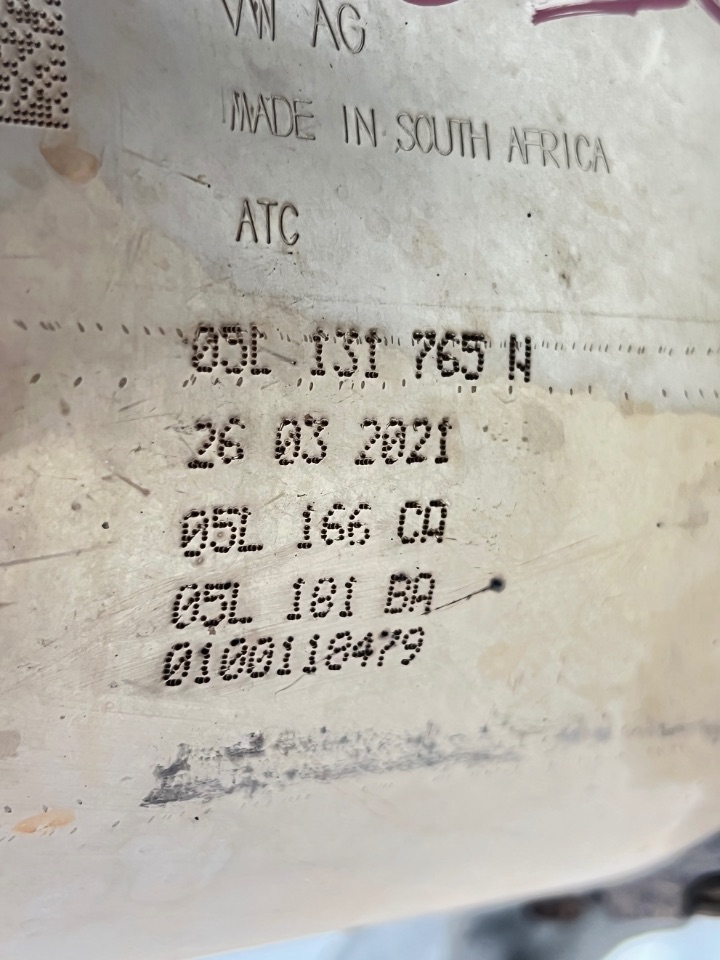 VW AG
MADE IN SOUTH AFRICA
ATC
05L 131 765 N
26 03 2021
05L 166 CA
05L 181 BA
0100118479